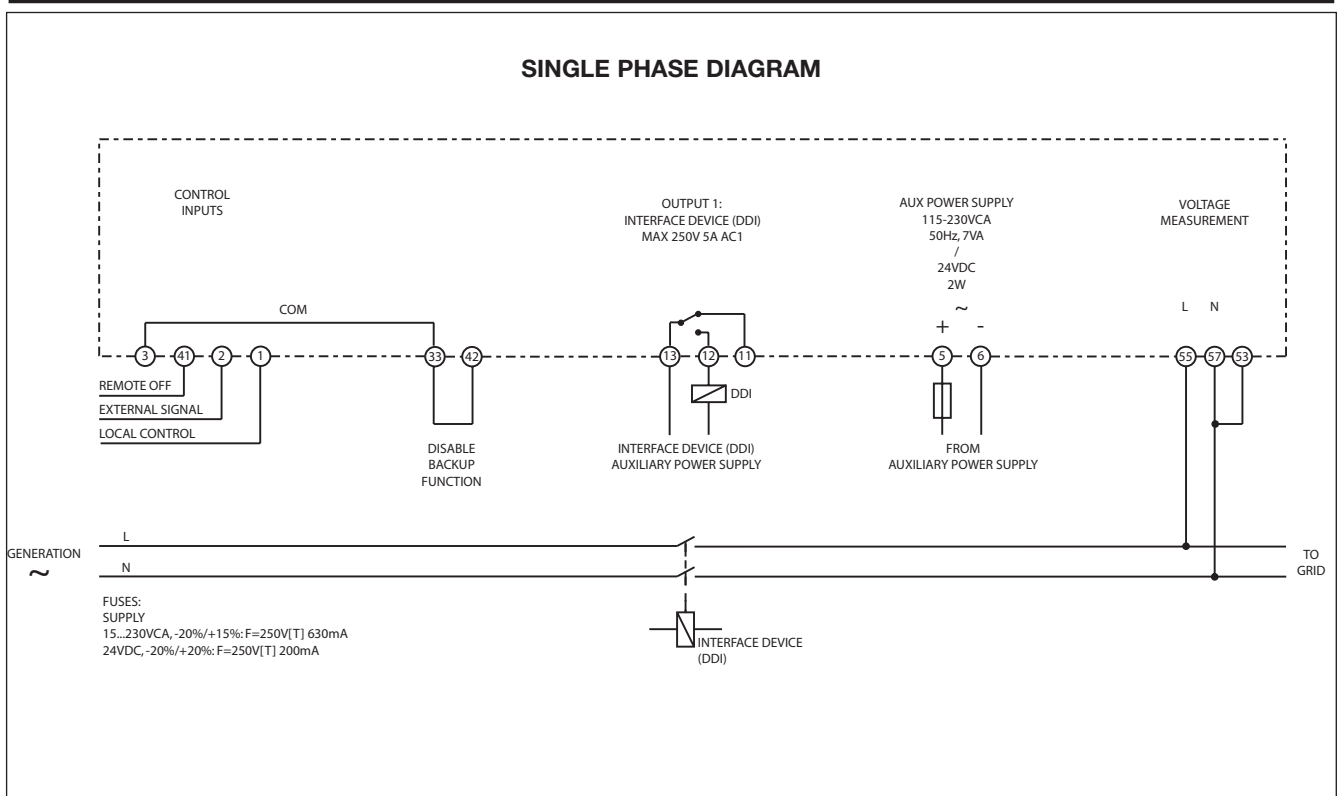 SINGLE PHASE DIAGRAM
CONTROL
INPUTS
OUTPUT 1:
INTERFACE DEVICE (DDI)
MAX 250V 5A AC1
AUX POWER SUPPLY
115-230VCA
50Hz, 7VA
/
24VDC
2W
~
+ -
VOLTAGE
MEASUREMENT
L N
COM
3 41 2 1 33 42 13 12 11 5 6 55 57 53
REMOTE OFF
EXTERNAL SIGNAL
LOCAL CONTROL
DISABLE
BACKUP
FUNCTION
DDI
INTERFACE DEVICE (DDI)
AUXILIARY POWER SUPPLY
FROM
AUXILIARY POWER SUPPLY
GENERATION
~
L
N
TO
GRID
FUSES:
SUPPLY
15...230VCA, -20%/+15%: F=250V[T] 630mA
24VDC, -20%/+20%: F=250V[T] 200mA
INTERFACE DEVICE
(DDI)